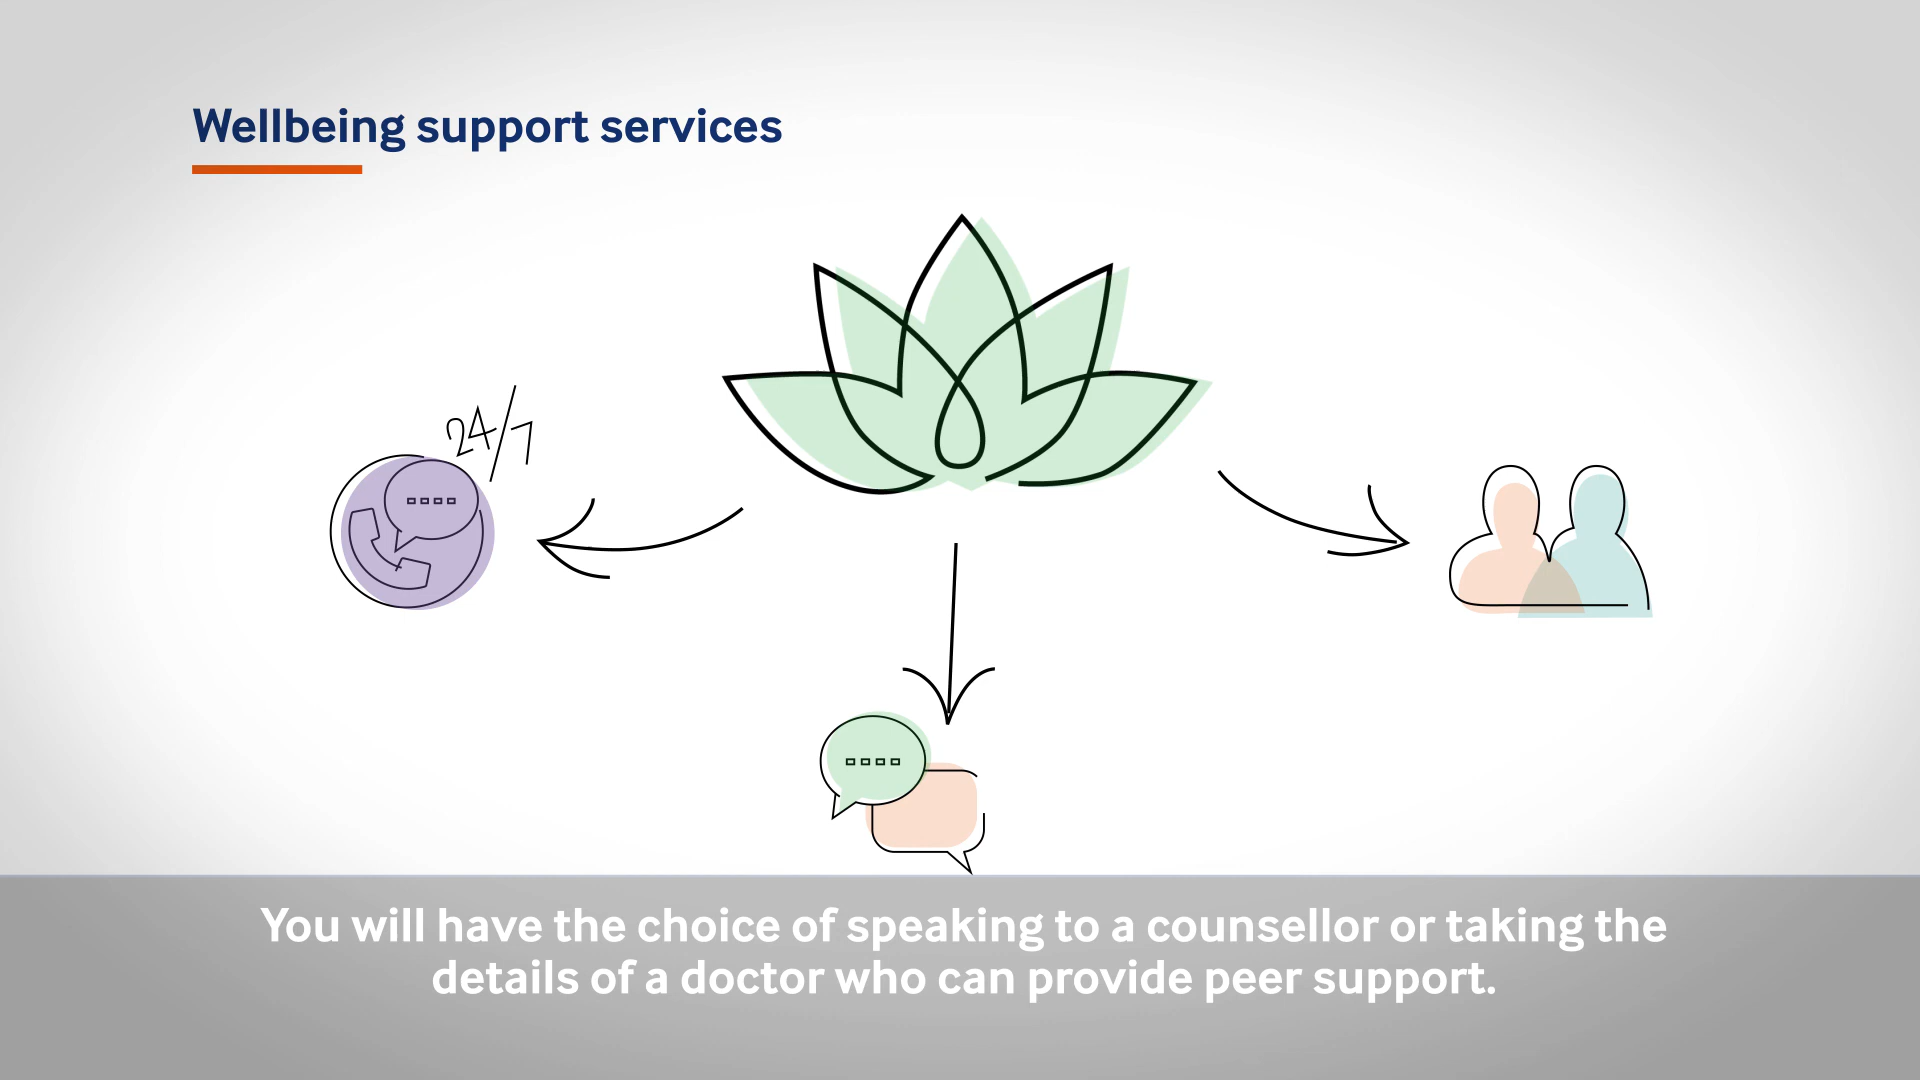 Wellbeing support services
24/7
You will have the choice of speaking to a counsellor or taking the
details of a doctor who can provide peer support.